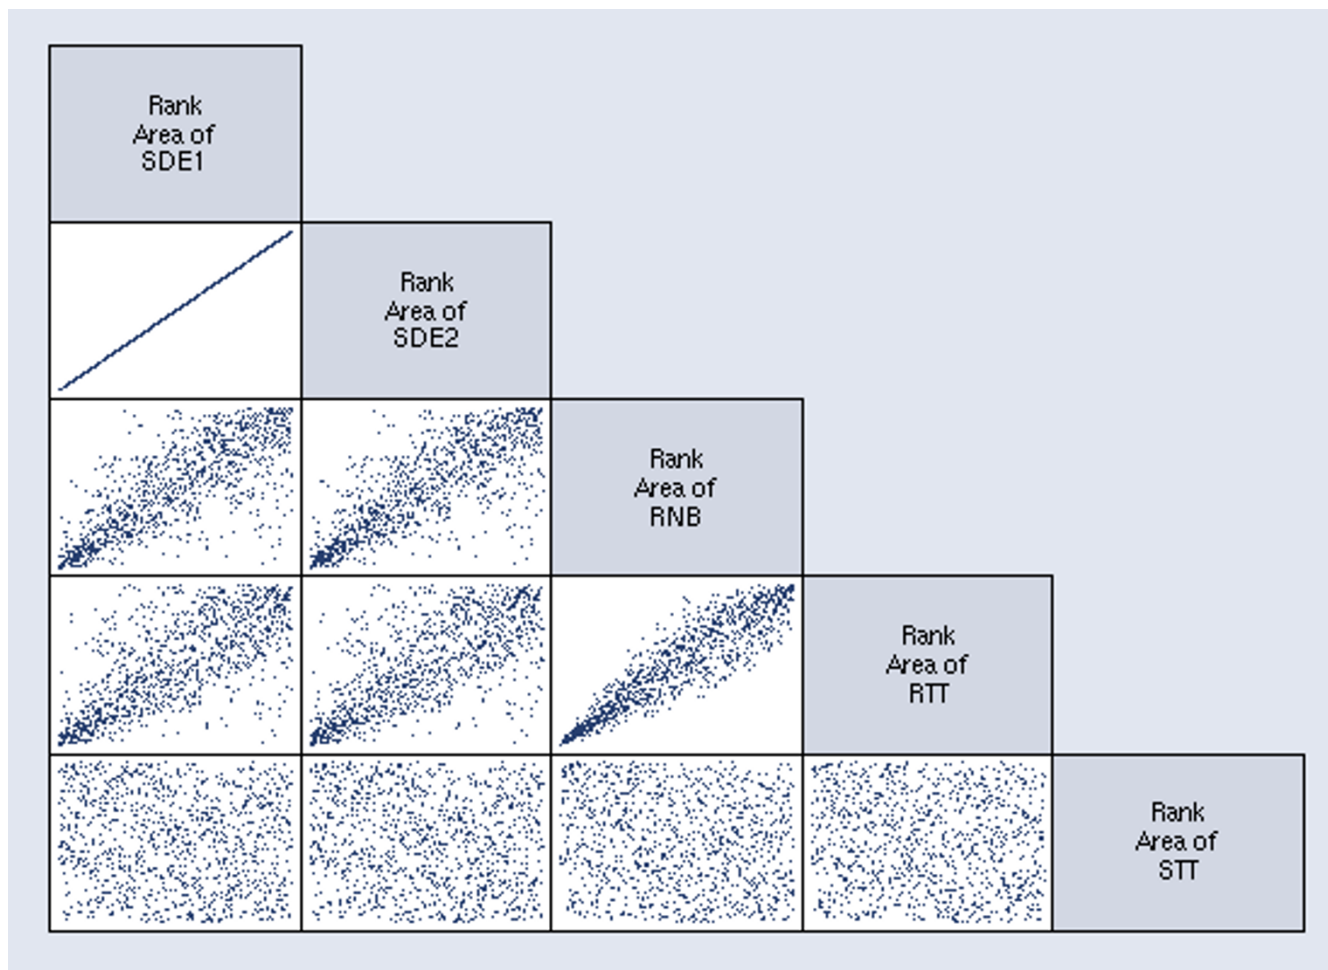 Rank
Area of
SDE1
Rank
Area of
SDE2
Rank
Area of
RNB
Rank
Area of
RTT
Rank
Area of
STT